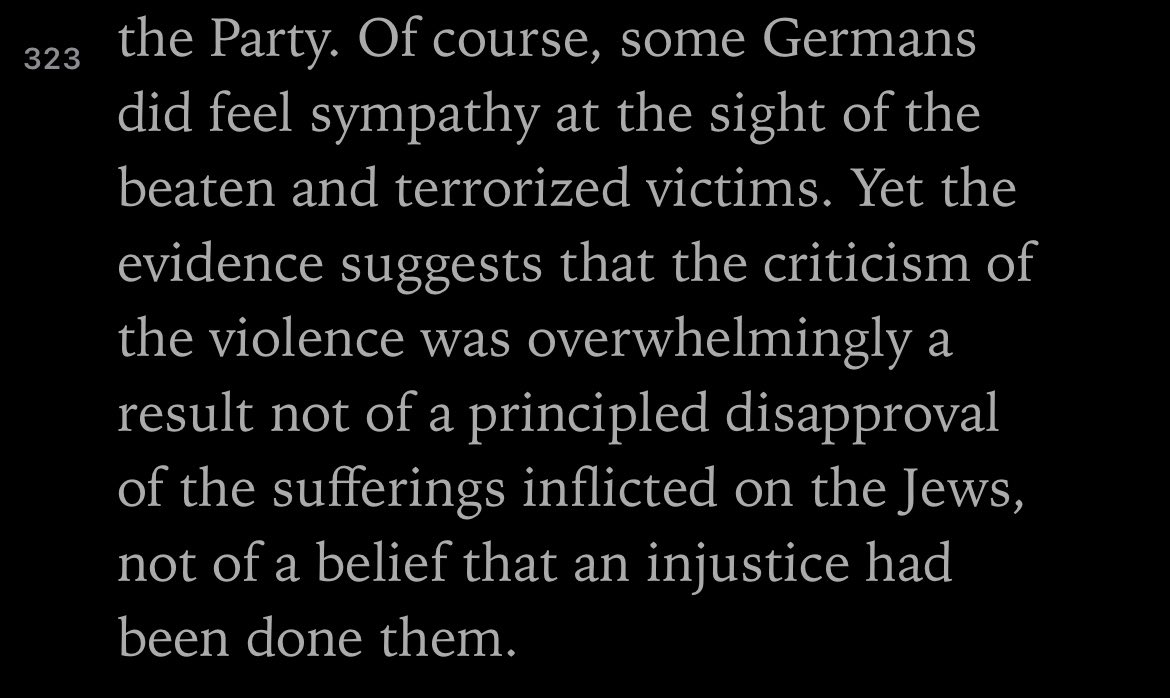 323
the Party. Of course, some Germans
did feel sympathy at the sight of the
beaten and terrorized victims. Yet the
evidence suggests that the criticism of
the violence was overwhelmingly a
result not of a principled disapproval
of the sufferings inflicted on the Jews,
not of a belief that an injustice had
been done them.